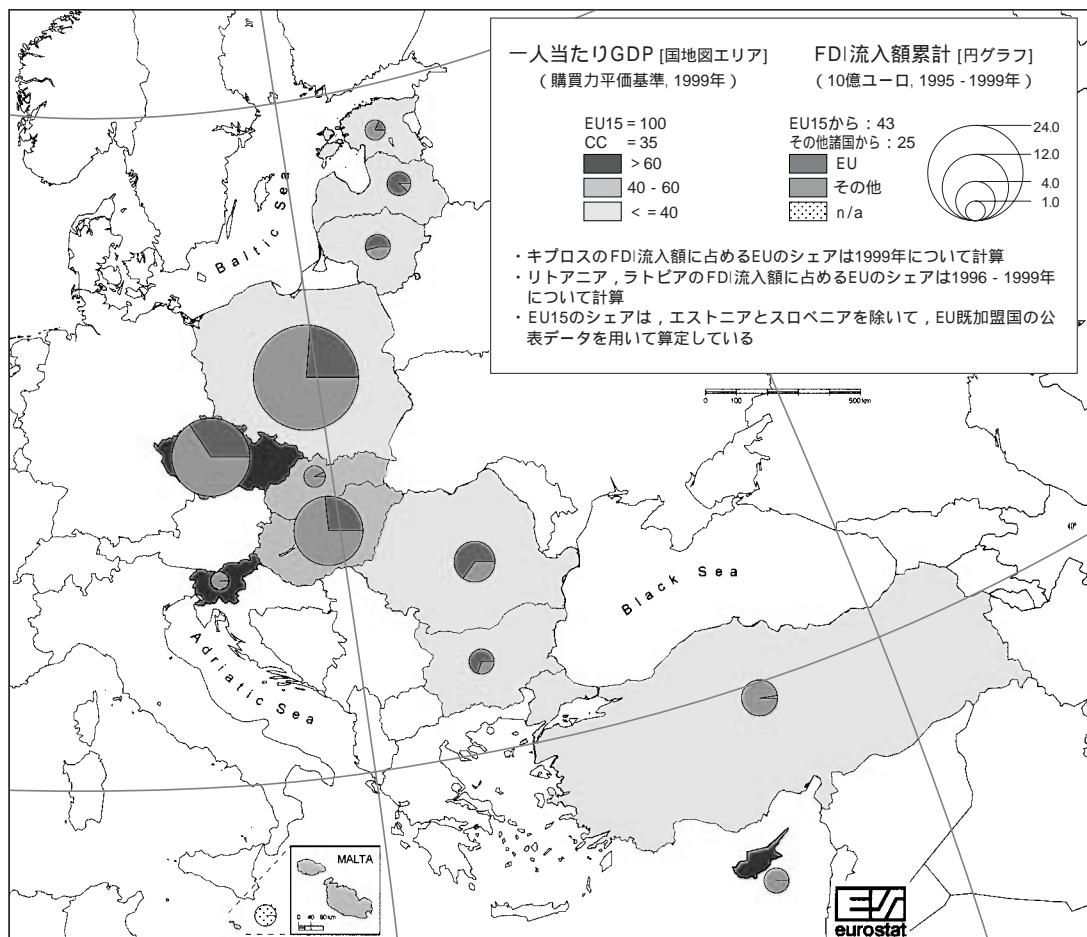 一人当たりGDP [国地図エリア]
(購買力平価基準, 1999年)
EU15 = 100
CC = 35
> 60
40 - 60
< = 40
FDI流入額累計 [円グラフ]
(10億ユーロ, 1995 - 1999年)
EU15から : 43
その他諸国から : 25
EU
その他
n/a
24.0
12.0
4.0
1.0
・キプロスのFDI流入額に占めるEUのシェアは1999年について計算
・リトアニア , ラトビアのFDI流入額に占めるEUのシェアは1996 - 1999年
について計算
・EU15のシェアは , エストニアとスロベニアを除いて , EU既加盟国の公
表データを用いて算定している
Baltic Sea
0 100 500 km
Black Sea
Adriatic Sea
40°
MALTA
0 40 80 km
eurostat